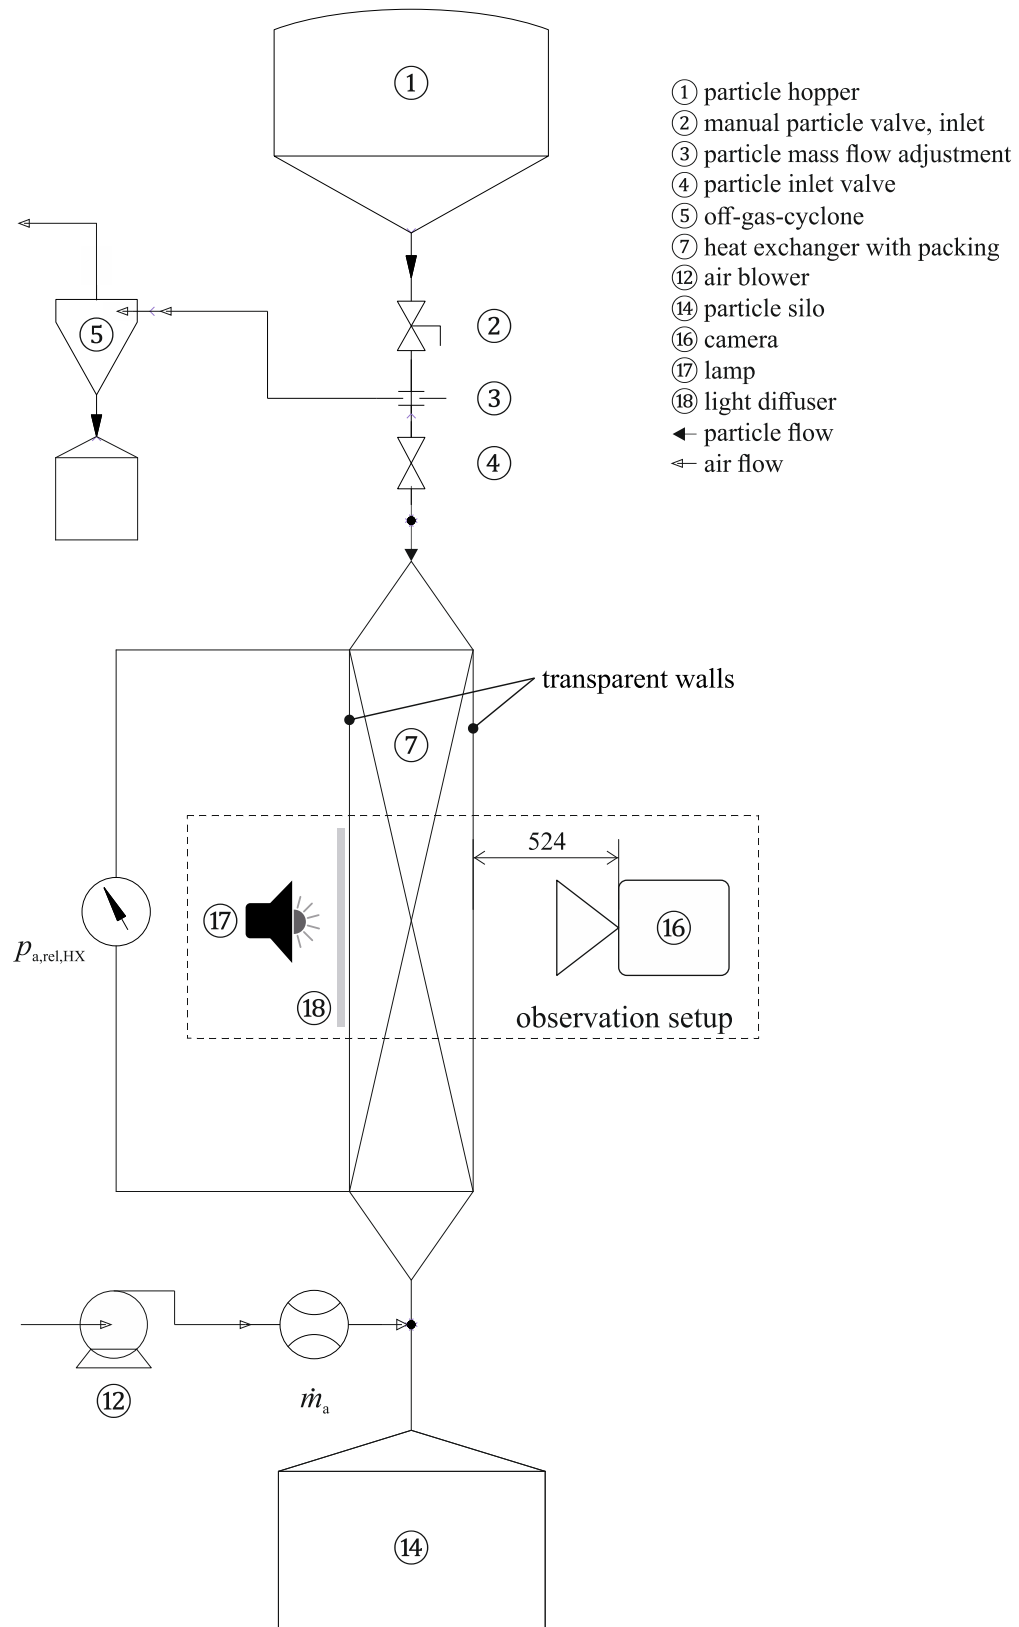 ①
① particle hopper
② manual particle valve, inlet
③ particle mass flow adjustment
④ particle inlet valve
⑤ off-gas-cyclone
⑦ heat exchanger with packing
⑫ air blower
⑭ particle silo
⑯ camera
⑰ lamp
⑱ light diffuser
particle flow
air flow
⑤
②
③
④
transparent walls
⑦
524
⑰
⑯
p a,rel,HX
⑱
observation setup
⑫
ṁ a
⑭